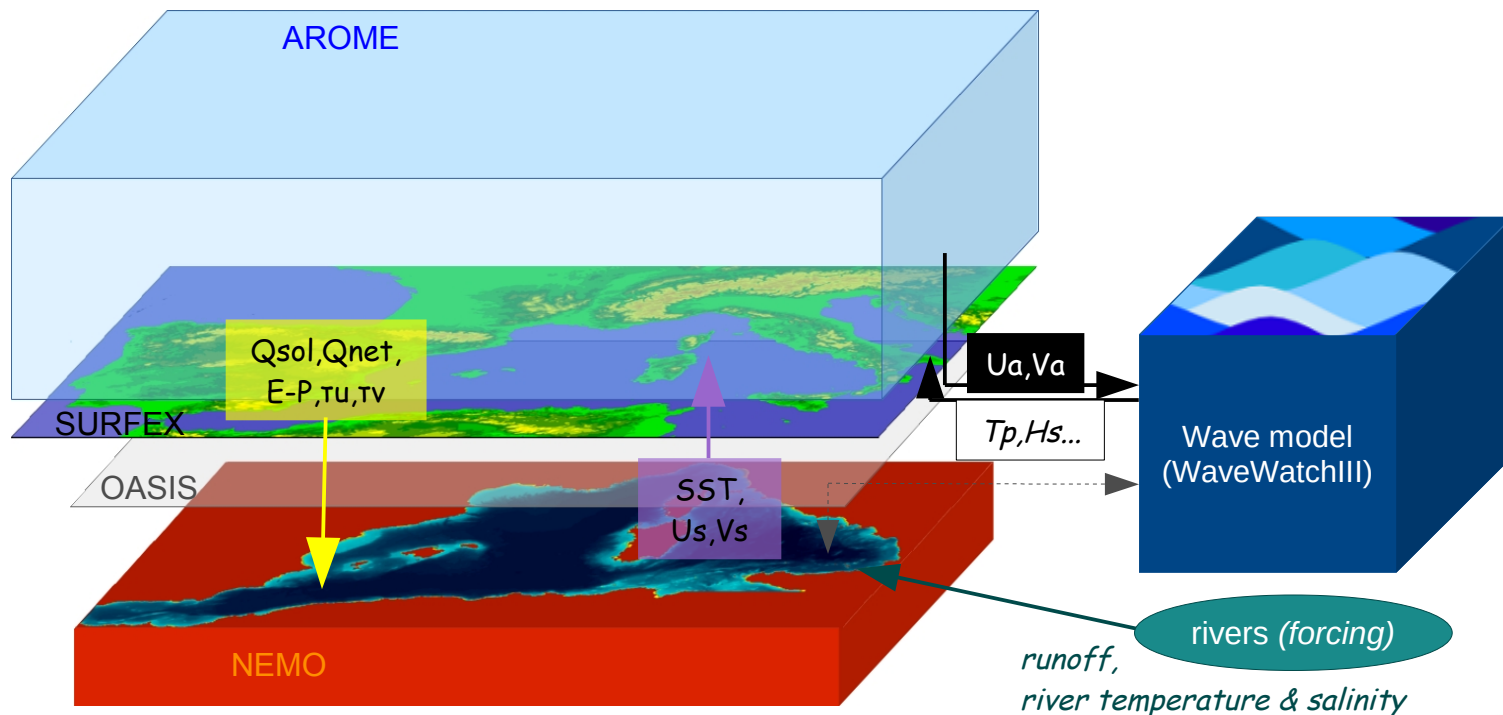 AROME
Qsol,Qnet,
E-P,τu,τv
SURFEX
OASIS
SST,
Us,Vs
NEMO
Ua,Va
Tp,Hs...
Wave model
(WaveWatchIII)
rivers (forcing)
runoff,
river temperature & salinity